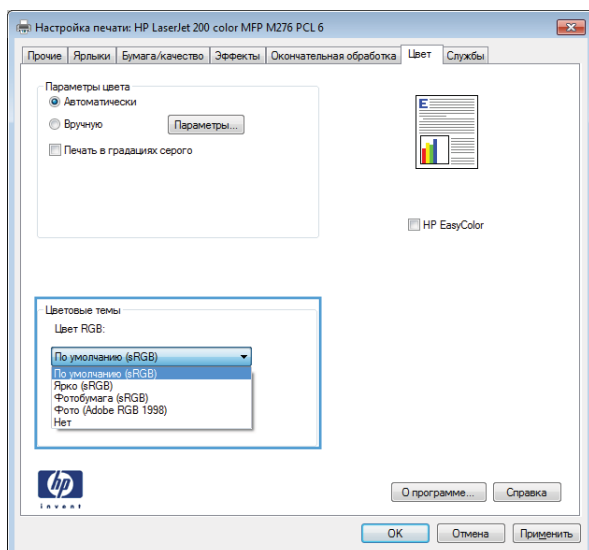 Настройка печати: HP LaserJet 200 color MFP M276 PCL 6
Прочие Ярлыки Бумага/качество Эффекты Окончательная обработка Цвет Службы
Параметры цвета
Автоматически
Вручную Параметры...
Печать в градациях серого
E
HP EasyColor
Цветовые темы
Цвет RGB:
По умолчанию (sRGB)
По умолчанию (sRGB)
Ярко (sRGB)
Фотобумага (sRGB)
Фото (Adobe RGB 1998)
Нет
hp
invent
О программе... Справка
OK Отмена Применить